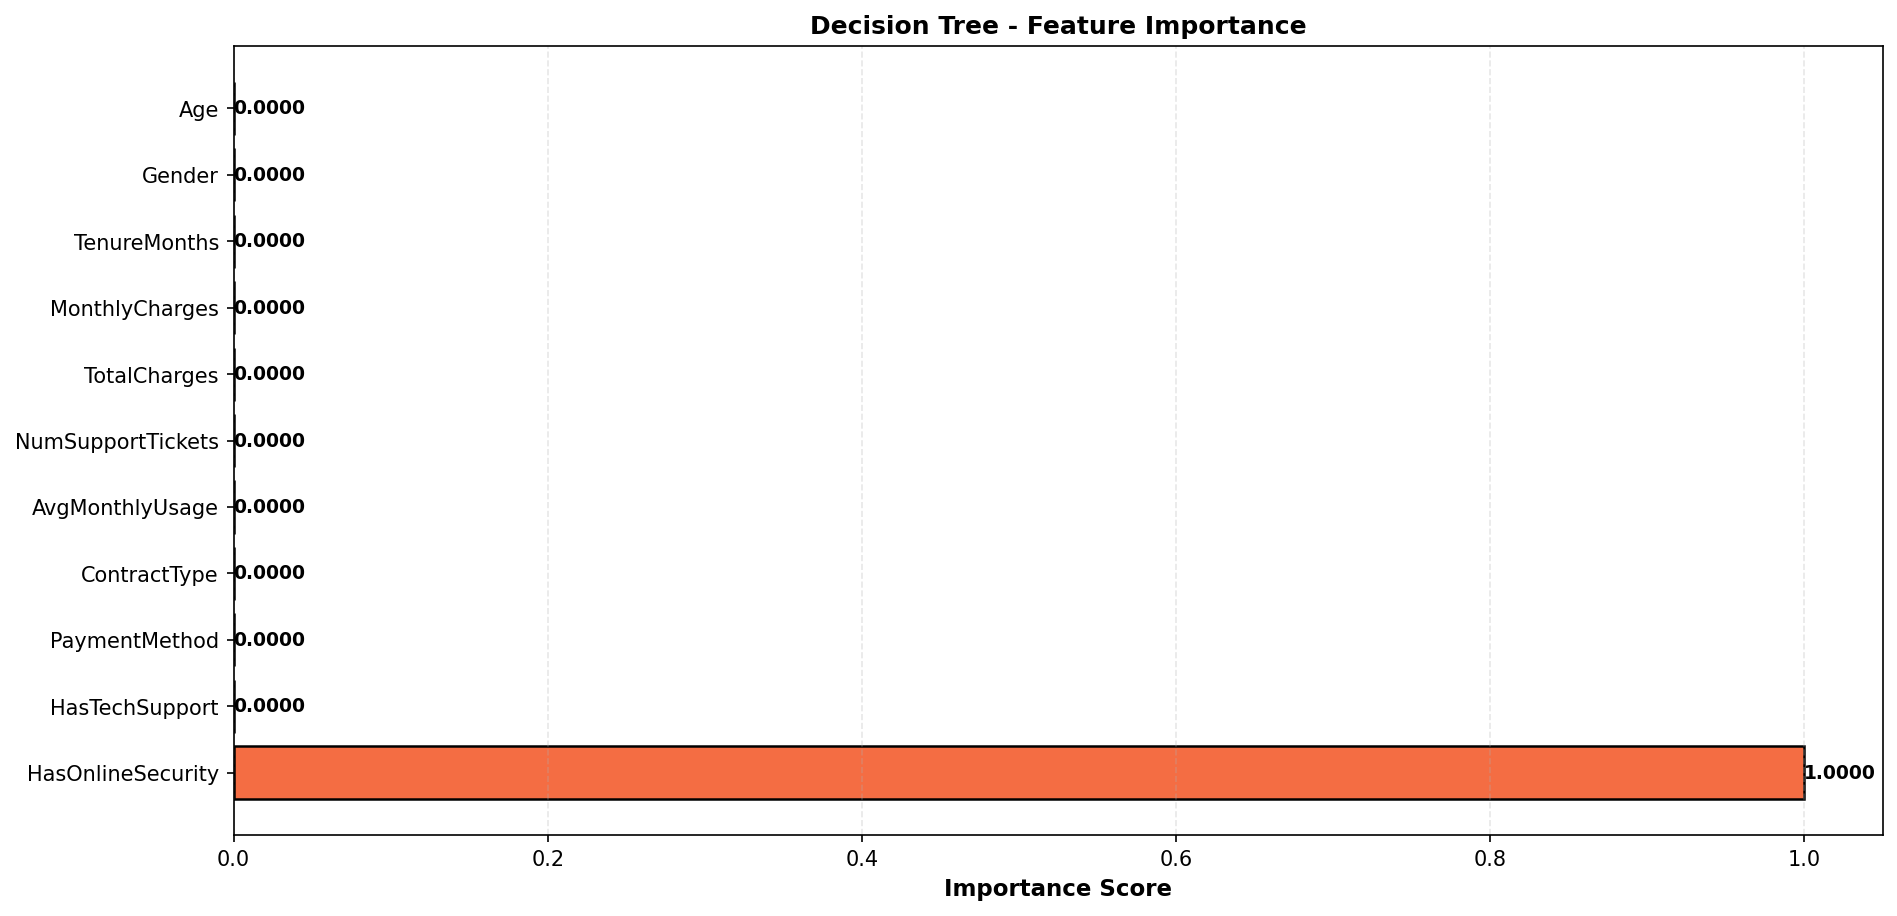 Decision Tree - Feature Importance
Age 0.0000
Gender 0.0000
TenureMonths 0.0000
MonthlyCharges 0.0000
TotalCharges 0.0000
NumSupportTickets 0.0000
AvgMonthlyUsage 0.0000
ContractType 0.0000
PaymentMethod 0.0000
HasTechSupport 0.0000
HasOnlineSecurity 1.0000
0.0 0.2 0.4 0.6 0.8 1.0
Importance Score